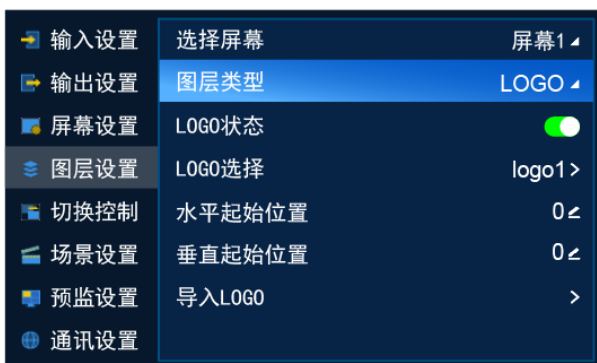 输入设置
输出设置
屏幕设置
图层设置
切换控制
场景设置
预监设置
通讯设置
选择屏幕 屏幕1
图层类型 LOGO
LOGO状态
LOGO选择 logo1>
水平起始位置 0
垂直起始位置 0
导入LOGO >